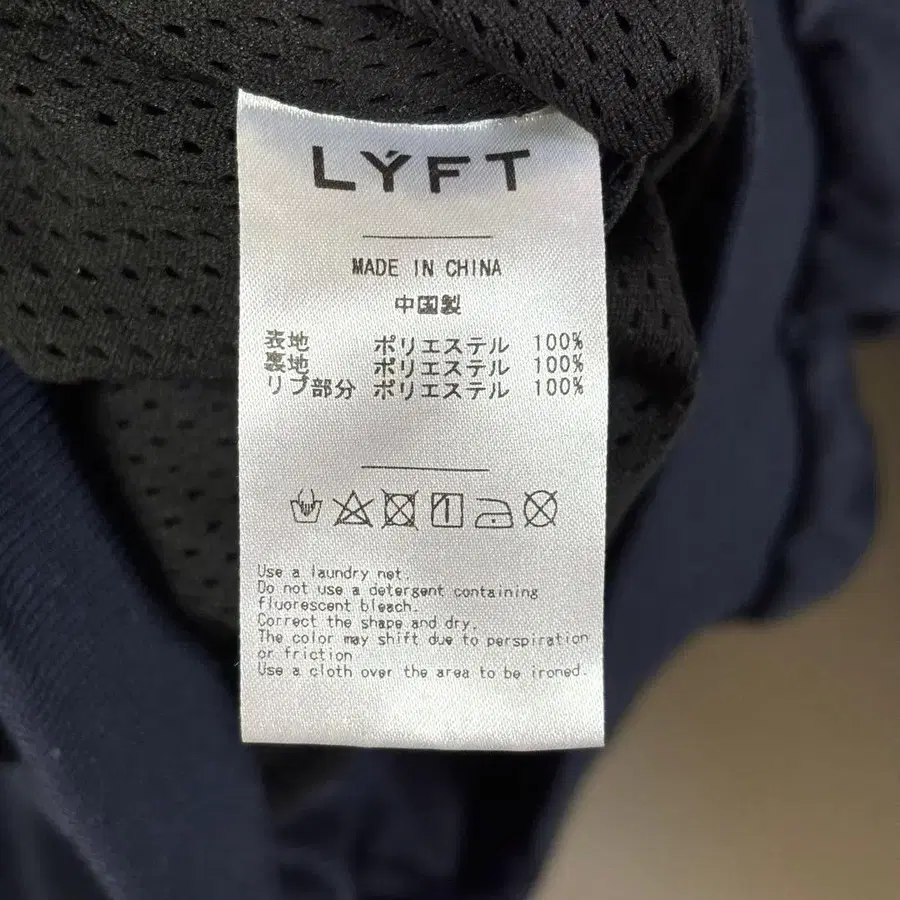 LÝFT
MADE IN CHINA
中国製
表地 ポリエステル 100%
裏地 ポリエステル 100%
リブ部分 ポリエステル 100%
Use a laundry net.
Do not use a detergent containing
fluorescent bleach.
Correct the shape and dry.
The color may shift due to perspiration
or friction
Use a cloth over the area to be ironed.